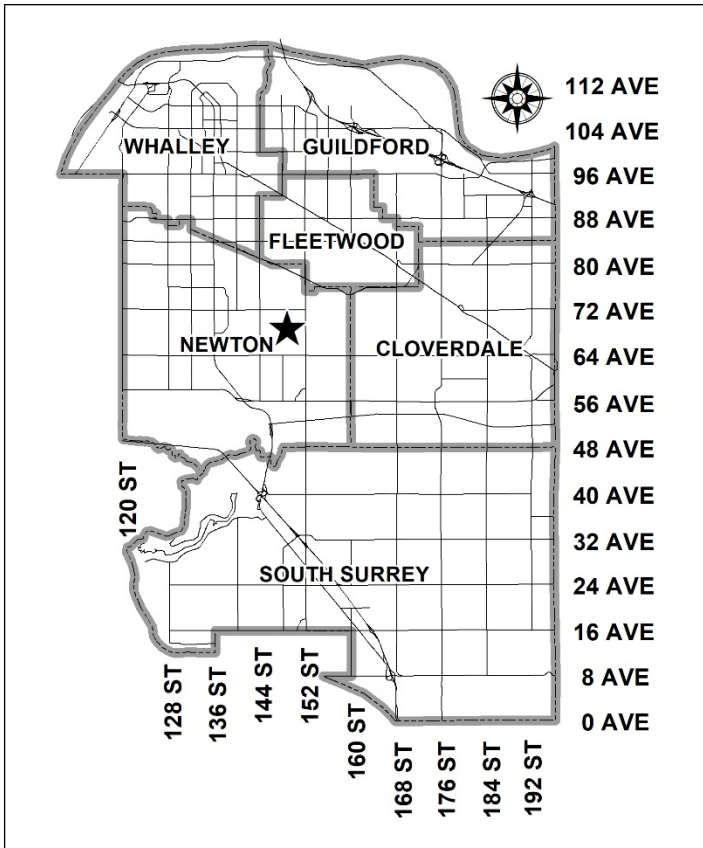 112 AVE
104 AVE
WHALLEY
GUILDFORD
96 AVE
88 AVE
FLEETWOOD
80 AVE
72 AVE
NEWTON
CLOVERDALE
64 AVE
56 AVE
48 AVE
120 ST
40 AVE
32 AVE
SOUTH SURREY
24 AVE
16 AVE
8 AVE
0 AVE
128 ST
136 ST
144 ST
152 ST
160 ST
168 ST
176 ST
184 ST
192 ST